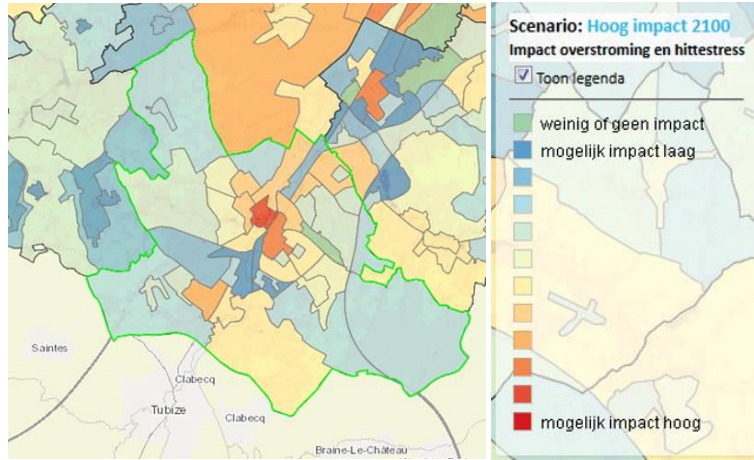 Saintes
Clabecq
Tubize
Clabecq
Braine-Le-Château
Scenario: Hoog impact 2100
Impact overstroming en hittestress
Toon legenda
weinig of geen impact
mogelijk impact laag
mogelijk impact hoog